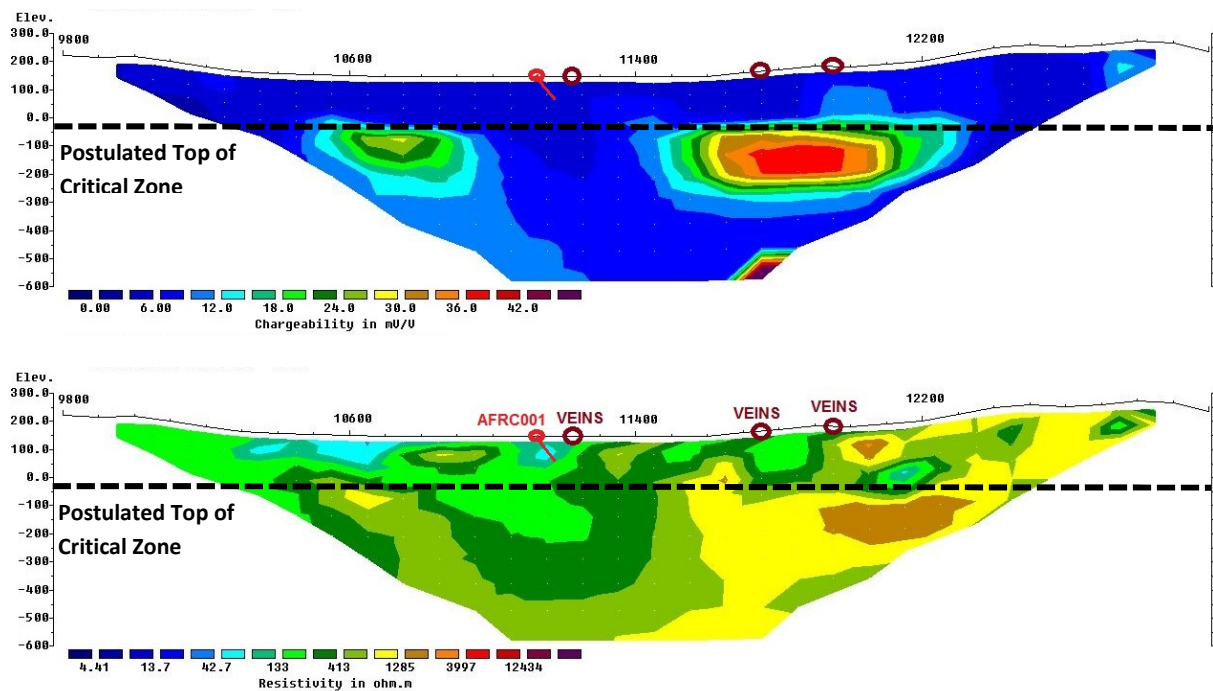 Elev.
300.0
9800 10600 11400 12200
200.0
100.0
0.0
-100
Postulated Top of
Critical Zone
-200
-300
-400
-500
-600
0.00 6.00 12.0 18.0 24.0 30.0 36.0 42.0
Chargeability in mV/V
Elev.
300.0
9800 10600 11400 12200
AFRC001 VEINS VEINS VEINS
200.0
100.0
0.0
Postulated Top of
-100
Critical Zone
-200
-300
-400
-500
-600
4.41 13.7 42.7 133 413 1285 3997 12434
Resistivity in ohm.m